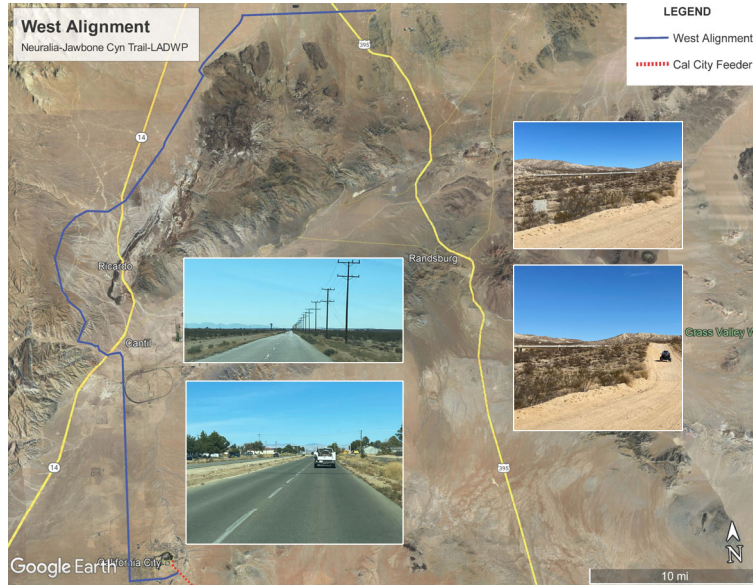 West Alignment
Neuralia-Jawbone Cyn Trail-LADWP
LEGEND
West Alignment
Cal City Feeder
395
14
Ricardo
Randsburg
Cantil
Grass Valley W
14
395
California City
Google Earth
N
10 mi